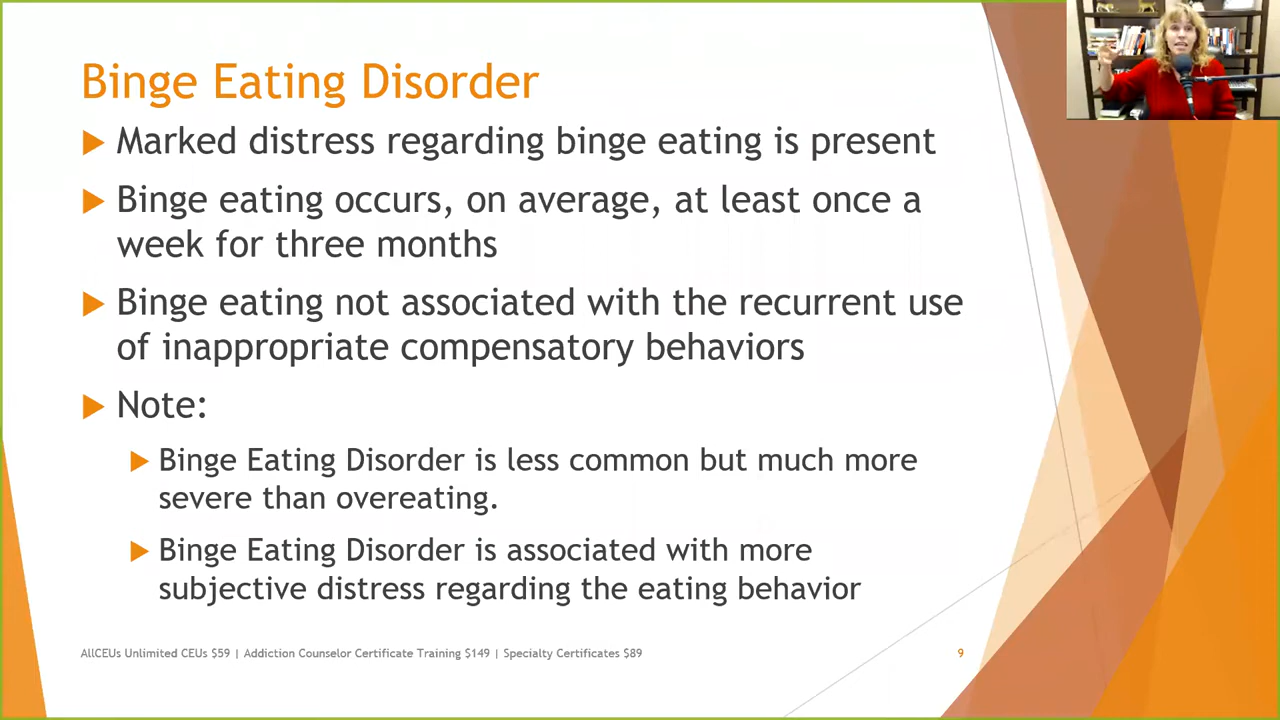 Binge Eating Disorder
Marked distress regarding binge eating is present
Binge eating occurs, on average, at least once a
week for three months
Binge eating not associated with the recurrent use
of inappropriate compensatory behaviors
Note:
Binge Eating Disorder is less common but much more
severe than overeating.
Binge Eating Disorder is associated with more
subjective distress regarding the eating behavior
AllCEUs Unlimited CEUs $59 | Addiction Counselor Certificate Training $149 | Specialty Certificates $89
9